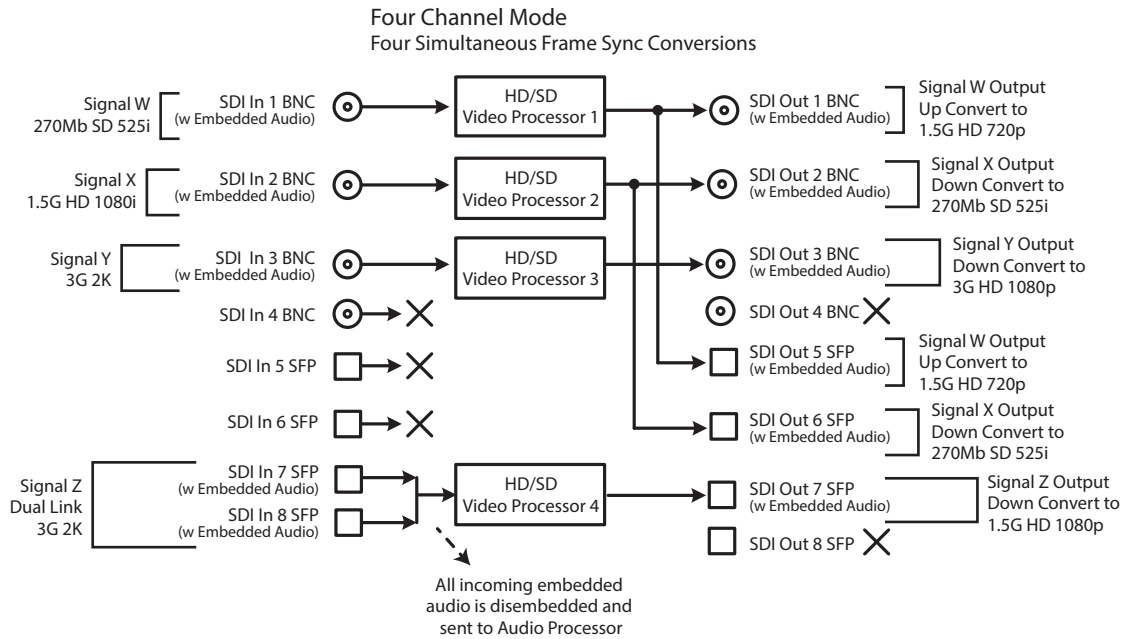 Four Channel Mode
Four Simultaneous Frame Sync Conversions
Signal W
270Mb SD 525i
SDI In 1 BNC
(w Embedded Audio)
HD/SD
Video Processor 1
SDI Out 1 BNC
(w Embedded Audio)
Signal W Output
Up Convert to
1.5G HD 720p
Signal X
1.5G HD 1080i
SDI In 2 BNC
(w Embedded Audio)
HD/SD
Video Processor 2
SDI Out 2 BNC
(w Embedded Audio)
Signal X Output
Down Convert to
270Mb SD 525i
Signal Y
3G 2K
SDI In 3 BNC
(w Embedded Audio)
HD/SD
Video Processor 3
SDI Out 3 BNC
(w Embedded Audio)
Signal Y Output
Down Convert to
3G HD 1080p
SDI In 4 BNC
SDI Out 4 BNC
SDI In 5 SFP
SDI Out 5 SFP
(w Embedded Audio)
Signal W Output
Up Convert to
1.5G HD 720p
SDI In 6 SFP
SDI Out 6 SFP
(w Embedded Audio)
Signal X Output
Down Convert to
270Mb SD 525i
Signal Z
Dual Link
3G 2K
SDI In 7 SFP
(w Embedded Audio)
SDI In 8 SFP
(w Embedded Audio)
HD/SD
Video Processor 4
SDI Out 7 SFP
(w Embedded Audio)
Signal Z Output
Down Convert to
1.5G HD 1080p
SDI Out 8 SFP
All incoming embedded
audio is disembedded and
sent to Audio Processor